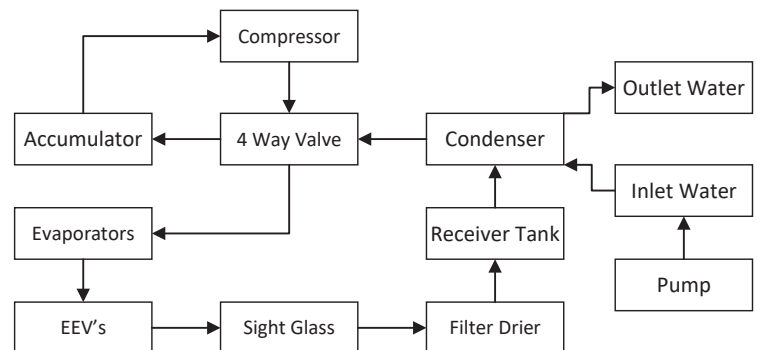 Compressor
Outlet Water
Accumulator
4 Way Valve
Condenser
Inlet Water
Evaporators
Receiver Tank
Pump
EEV's
Sight Glass
Filter Drier